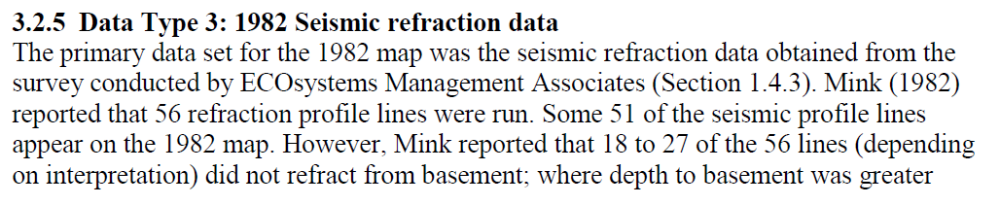 3.2.5 Data Type 3: 1982 Seismic refraction data
The primary data set for the 1982 map was the seismic refraction data obtained from the
survey conducted by ECOsystems Management Associates (Section 1.4.3). Mink (1982)
reported that 56 refraction profile lines were run. Some 51 of the seismic profile lines
appear on the 1982 map. However, Mink reported that 18 to 27 of the 56 lines (depending
on interpretation) did not refract from basement; where depth to basement was greater